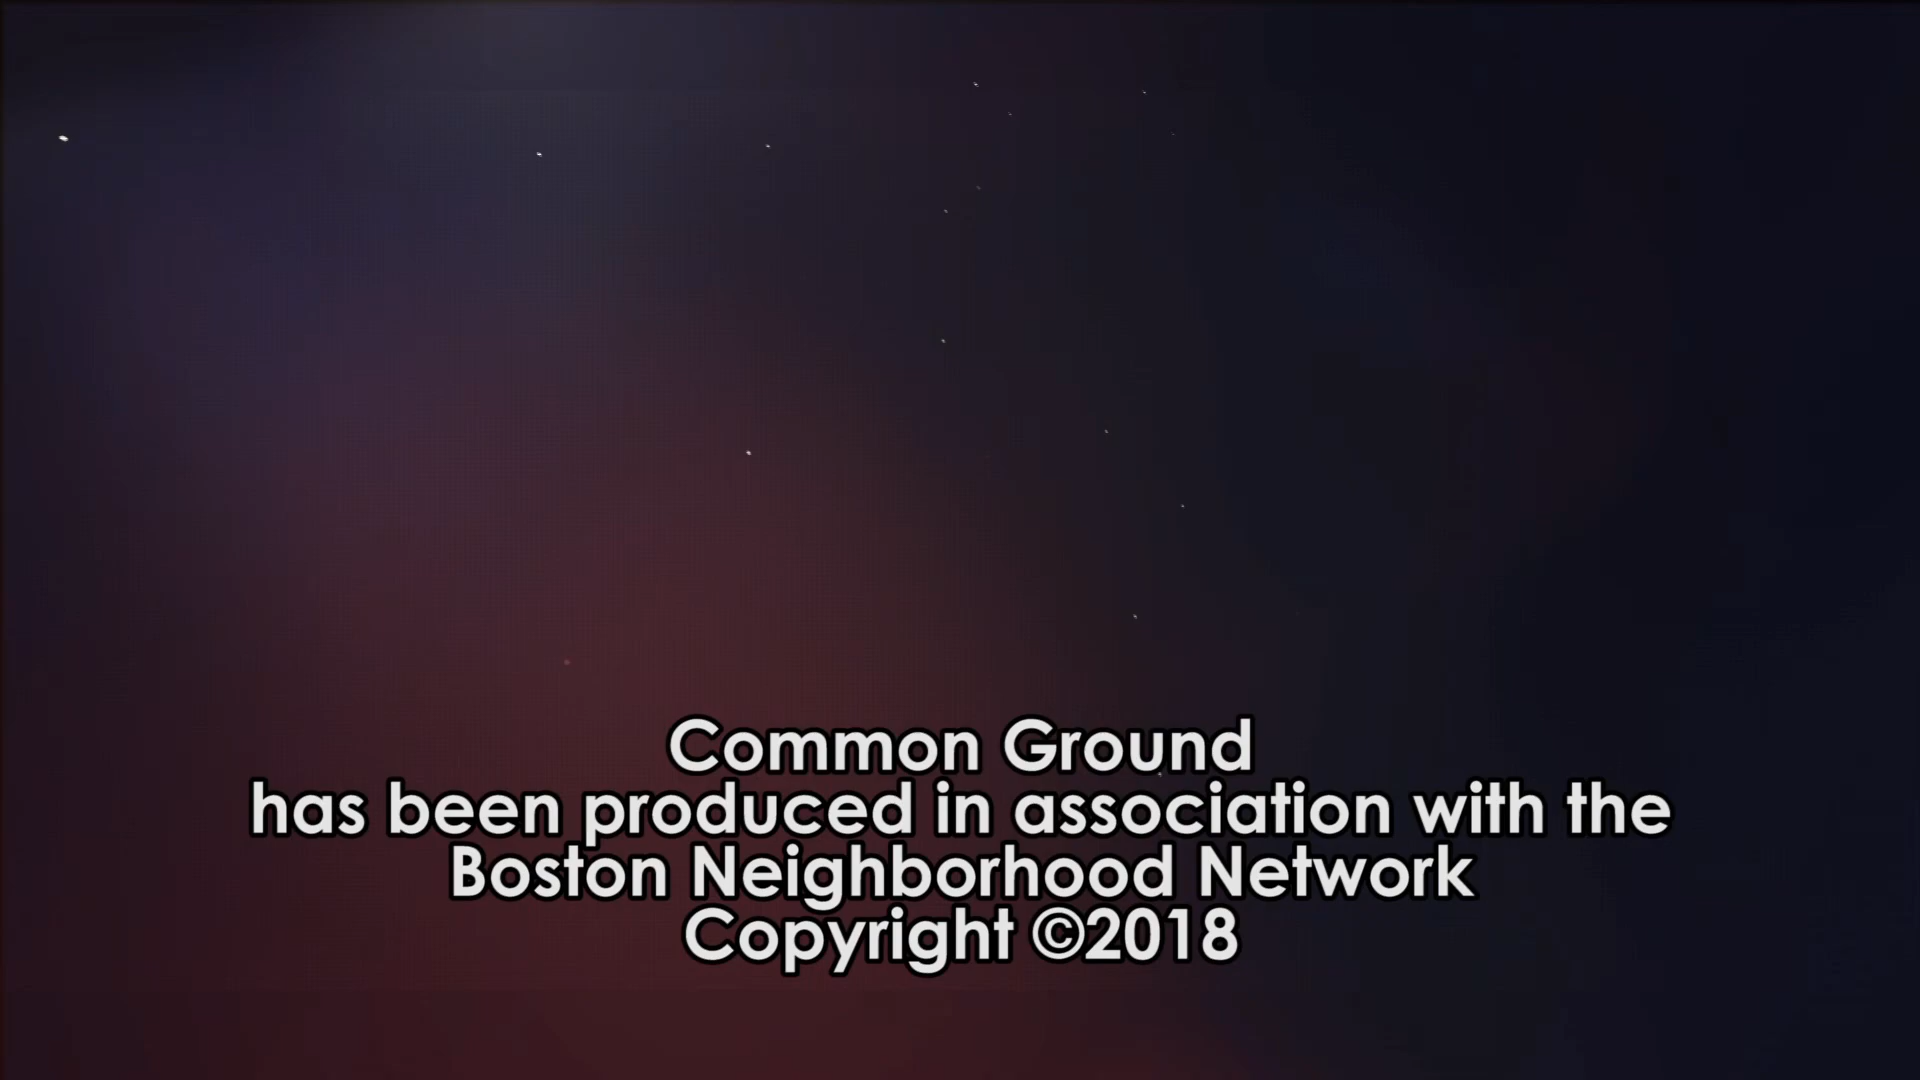 Common Ground
has been produced in association with the
Boston Neighborhood Network
Copyright ©2018